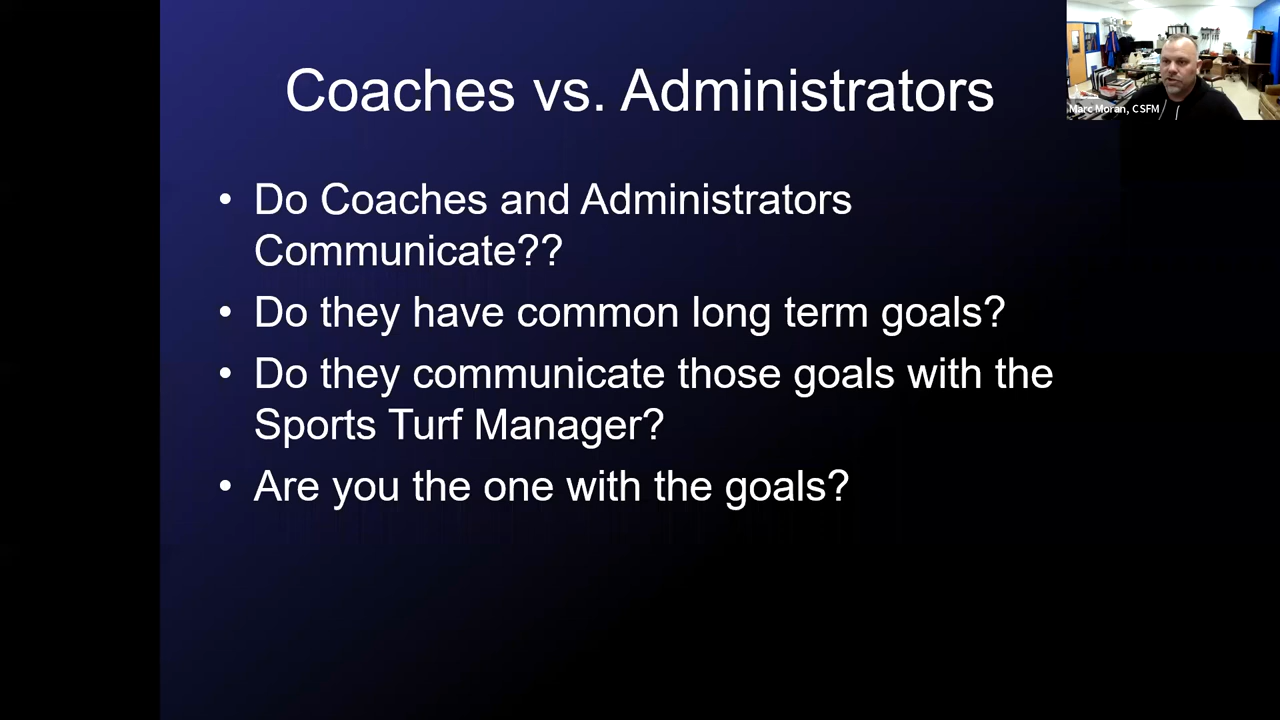 Coaches vs. Administrators
Marc Moran, CSFM
• Do Coaches and Administrators
Communicate??
• Do they have common long term goals?
• Do they communicate those goals with the
Sports Turf Manager?
• Are you the one with the goals?